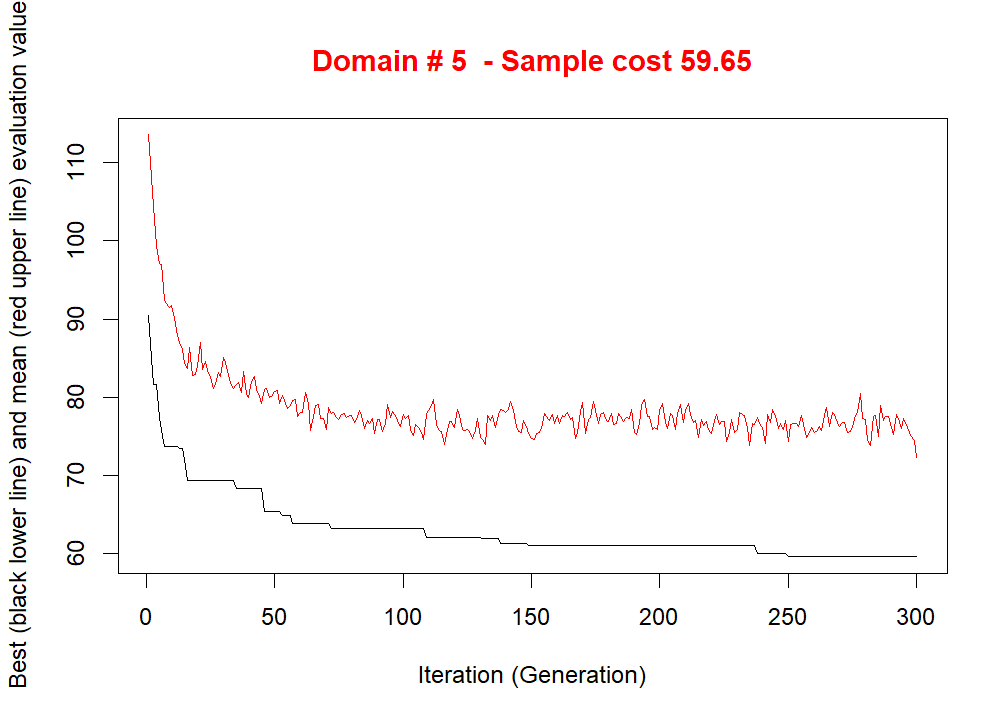 Domain # 5  - Sample cost 59.65
Best (black lower line) and mean (red upper line) evaluation value
110
100
90
80
70
60
0 50 100 150 200 250 300
Iteration (Generation)